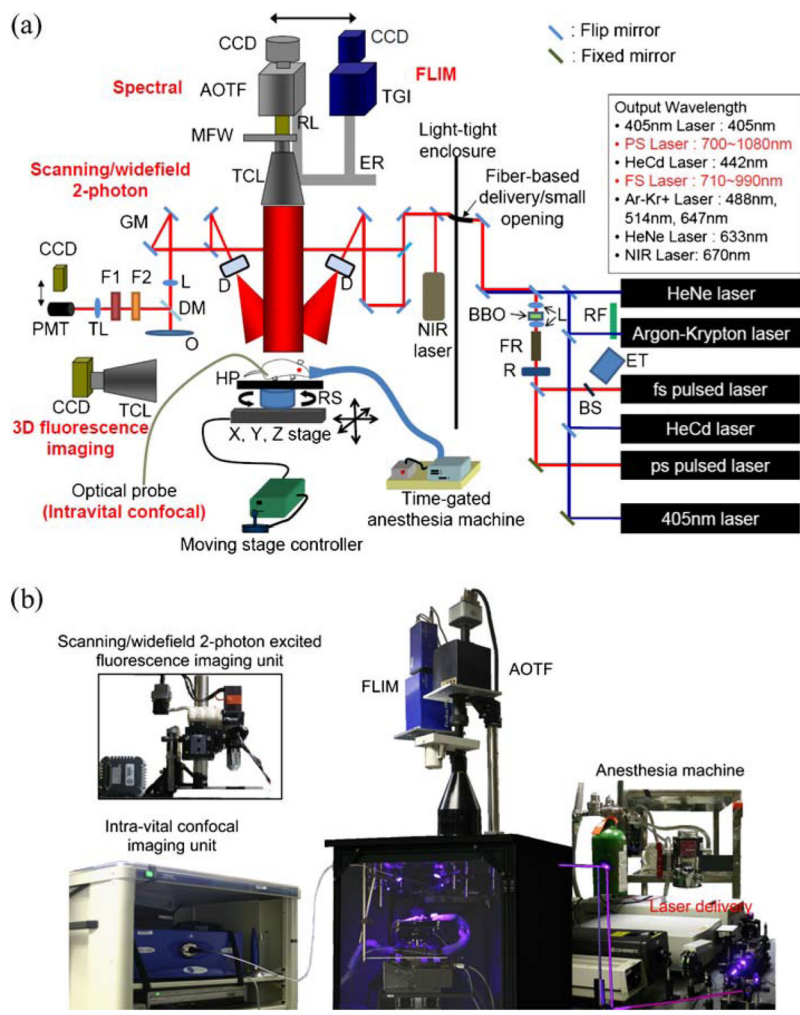 (a)
CCD
CCD
: Flip mirror
: Fixed mirror
Spectral
AOTF
FLIM
TGI
RL
MFW
ER
TCL
Light-tight
enclosure
Output Wavelength
• 405nm Laser : 405nm
• PS Laser : 700~1080nm
• HeCd Laser : 442nm
• FS Laser : 710~990nm
• Ar-Kr+ Laser : 488nm,
514nm, 647nm
• HeNe Laser : 633nm
• NIR Laser: 670nm
Scanning/widefield
2-photon
Fiber-based
delivery/small
opening
GM
CCD
F1 F2
L
D
D
DM
PMT
TL
O
NIR
laser
BBO
L
RF
FR
R
ET
BS
HeNe laser
Argon-Krypton laser
fs pulsed laser
HeCd laser
ps pulsed laser
405nm laser
HP
RS
CCD
TCL
X, Y, Z stage
3D fluorescence
imaging
Optical probe
(Intravital confocal)
Time-gated
anesthesia machine
Moving stage controller
(b)
Scanning/widefield 2-photon excited
fluorescence imaging unit
FLIM
AOTF
Anesthesia machine
Intra-vital confocal
imaging unit
Laser delivery